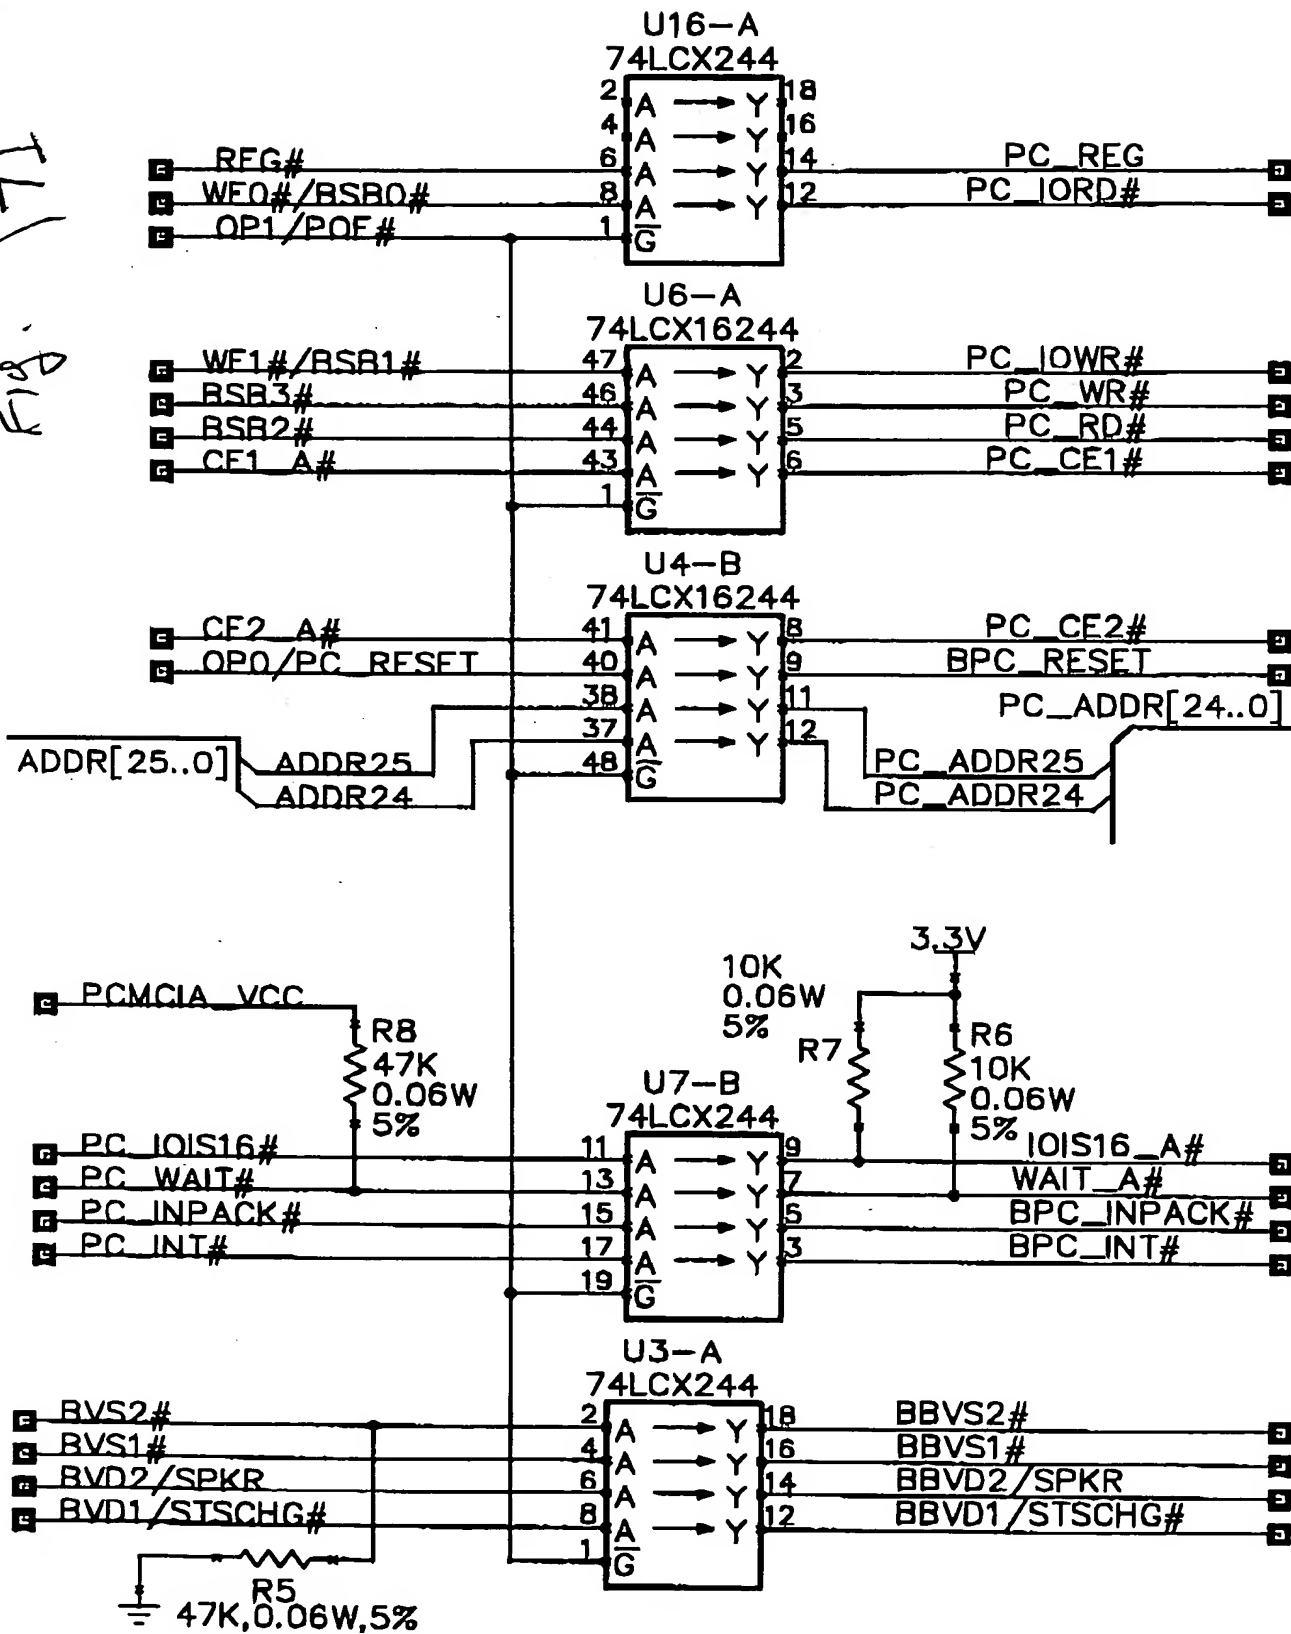 U16-A
74LCX244
2 A Y 18
4 A Y 16
REG# 6 A Y 14 PC_REG
WE0#/BSB0# 8 A Y 12 PC_IORD#
OP1/POE# 1 G
U6-A
74LCX16244
WE1#/BSB1# 47 A Y 2 PC_IOWR#
BSB3# 46 A Y 3 PC_WR#
BSB2# 44 A Y 5 PC_RD#
CE1_A# 43 A Y 6 PC_CE1#
1 G
U4-B
74LCX16244
CE2_A# 41 A Y 8 PC_CE2#
OP0/PC_RESET 40 A Y 9 BPC_RESET
38 A Y 11 PC_ADDR[24..0]
37 A Y 12
ADDR[25..0] ADDR25 48 G PC_ADDR25
ADDR24 PC_ADDR24
3.3V
10K
0.06W
5%
PCMCIA_VCC
R8
47K
0.06W
5%
R7
R6
10K
0.06W
5%
U7-B
74LCX244
PC_IOIS16# 11 A Y 9 IOIS16_A#
PC_WAIT# 13 A Y 7 WAIT_A#
PC_INPACK# 15 A Y 5 BPC_INPACK#
PC_INT# 17 A Y 3 BPC_INT#
19 G
U3-A
74LCX244
BVS2# 2 A Y 18 BBVS2#
BVS1# 4 A Y 16 BBVS1#
BVD2/SPKR 6 A Y 14 BBVD2/SPKR
BVD1/STSCHG# 8 A Y 12 BBVD1/STSCHG#
1 G
R5
47K,0.06W,5%
Fig.